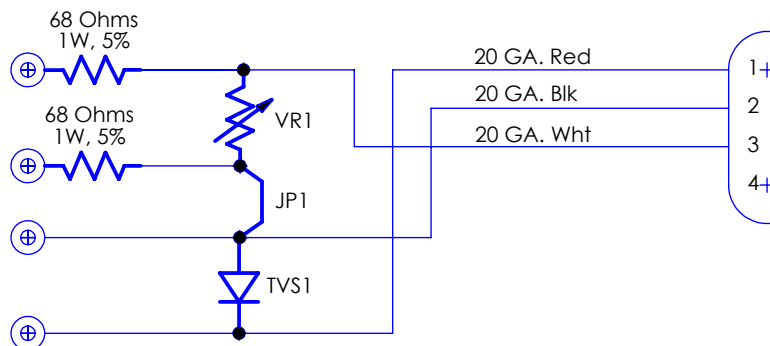 68 Ohms
1W, 5%
20 GA. Red
1
20 GA. Blk
2
VR1
68 Ohms
1W, 5%
20 GA. Wht
3
4
JP1
TVS1